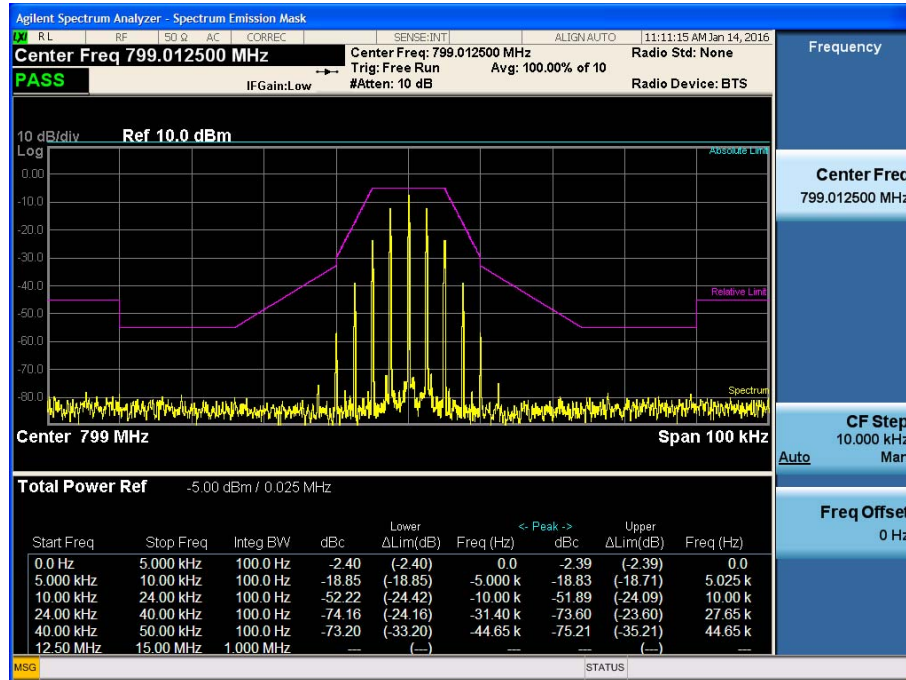 Agilent Spectrum Analyzer - Spectrum Emission Mask
LXI RL RF 50 Ω AC CORREC SENSE:INT ALIGN AUTO 11:11:15 AM Jan 14, 2016
Center Freq 799.012500 MHz Center Freq: 799.012500 MHz Radio Std: None
Trig: Free Run Avg: 100.00% of 10
PASS IFGain:Low #Atten: 10 dB Radio Device: BTS
Frequency
10 dB/div Ref 10.0 dBm
Log Absolute Limit
0.00
-10.0
-20.0
-30.0
-40.0
Relative Limit
-50.0
-60.0
-70.0
Spectrum
-80.0
Center 799 MHz Span 100 kHz
Center Freq
799.012500 MHz
CF Step
10.000 kHz
Auto Man
Freq Offset
0 Hz
Total Power Ref -5.00 dBm / 0.025 MHz
Lower <- Peak -> Upper
Start Freq Stop Freq Integ BW dBc ΔLim(dB) Freq (Hz) dBc ΔLim(dB) Freq (Hz)
0.0 Hz 5.000 kHz 100.0 Hz -2.40 (-2.40) 0.0 -2.39 (-2.39) 0.0
5.000 kHz 10.00 kHz 100.0 Hz -18.85 (-18.85) -5.000 k -18.83 (-18.71) 5.025 k
10.00 kHz 24.00 kHz 100.0 Hz -52.22 (-24.42) -10.00 k -51.89 (-24.09) 10.00 k
24.00 kHz 40.00 kHz 100.0 Hz -74.16 (-24.16) -31.40 k -73.60 (-23.60) 27.65 k
40.00 kHz 50.00 kHz 100.0 Hz -73.20 (-33.20) -44.65 k -75.21 (-35.21) 44.65 k
12.50 MHz 15.00 MHz 1.000 MHz --- (---) --- --- (---) ---
MSG STATUS